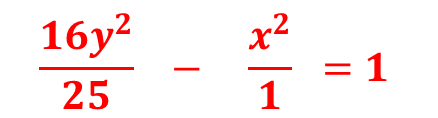 16y²/25 − x²/1 = 1